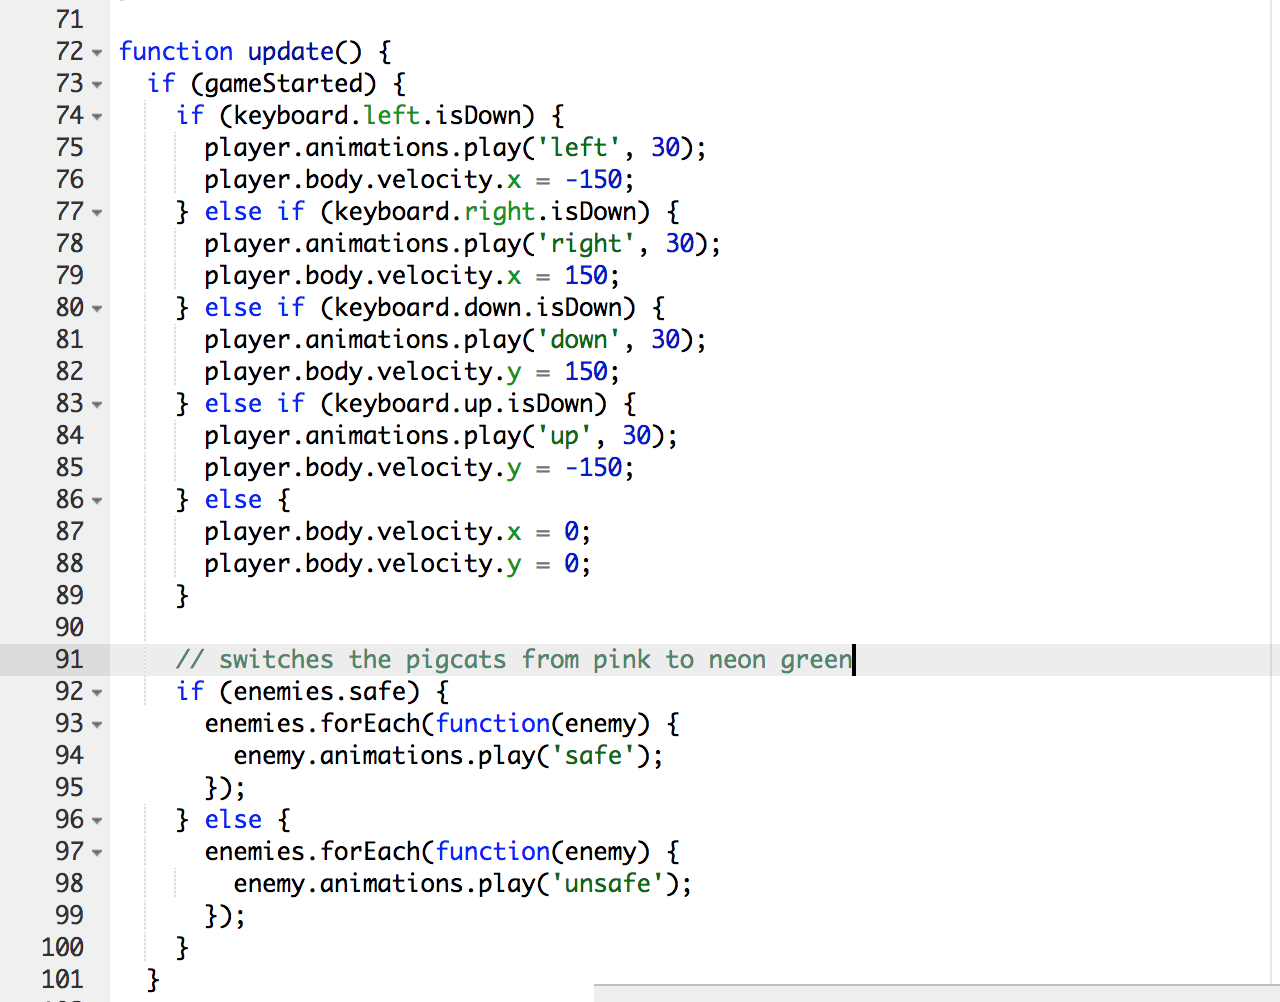 71
72 function update() {
73 if (gameStarted) {
74 if (keyboard.left.isDown) {
75 player.animations.play('left', 30);
76 player.body.velocity.x = -150;
77 } else if (keyboard.right.isDown) {
78 player.animations.play('right', 30);
79 player.body.velocity.x = 150;
80 } else if (keyboard.down.isDown) {
81 player.animations.play('down', 30);
82 player.body.velocity.y = 150;
83 } else if (keyboard.up.isDown) {
84 player.animations.play('up', 30);
85 player.body.velocity.y = -150;
86 } else {
87 player.body.velocity.x = 0;
88 player.body.velocity.y = 0;
89 }
90
91 // switches the pigcats from pink to neon green
92 if (enemies.safe) {
93 enemies.forEach(function(enemy) {
94 enemy.animations.play('safe');
95 });
96 } else {
97 enemies.forEach(function(enemy) {
98 enemy.animations.play('unsafe');
99 });
100 }
101 }